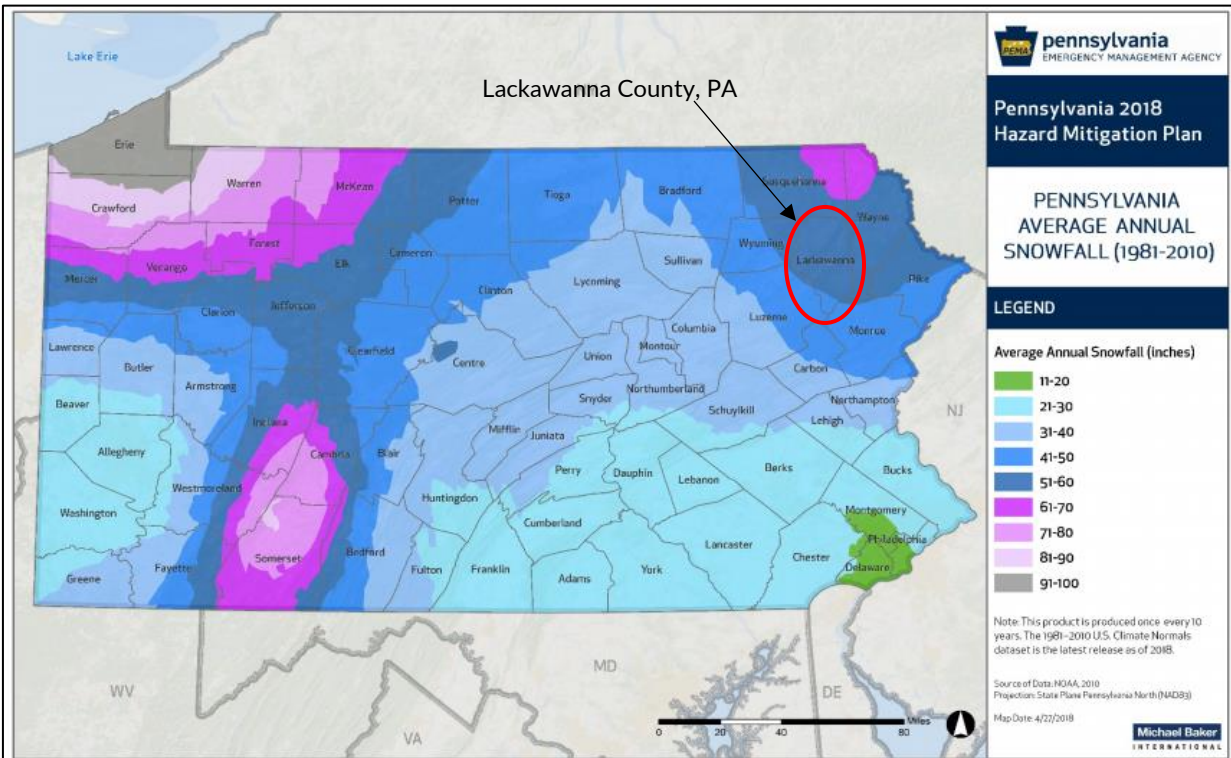 Lake Erie
Lackawanna County, PA
Erie
Crawford
Warren
McKean
Forest
Venango
Mercer
Potter
Tioga
Bradford
Susquehanna
Wayne
Wyoming
Lackawanna
Pike
Elk
Cameron
Sullivan
Lycoming
Clinton
Jefferson
Clarion
Luzerne
Monroe
Columbia
Montour
Lawrence
Butler
Clearfield
Centre
Union
Carbon
Armstrong
Northumberland
Northampton
Beaver
Snyder
Schuylkill
Lehigh
NJ
Indiana
Mifflin
Juniata
Allegheny
Cambria
Blair
Perry
Dauphin
Lebanon
Berks
Bucks
Westmoreland
Huntingdon
Montgomery
Washington
Cumberland
Philadelphia
Somerset
Bedford
Lancaster
Chester
Delaware
Greene
Fayette
Fulton
Franklin
Adams
York
WV
MD
DE
VA
Miles
0 20 40 80
PEMA
pennsylvania
EMERGENCY MANAGEMENT AGENCY
Pennsylvania 2018
Hazard Mitigation Plan
PENNSYLVANIA
AVERAGE ANNUAL
SNOWFALL (1981-2010)
LEGEND
Average Annual Snowfall (inches)
11-20
21-30
31-40
41-50
51-60
61-70
71-80
81-90
91-100
Note: This product is produced once every 10
years. The 1981-2010 U.S. Climate Normals
dataset is the latest release as of 2018.
Source of Data: NOAA, 2010
Projection: State Plane Pennsylvania North (NAD83)
Map Date: 4/27/2018
Michael Baker
INTERNATIONAL